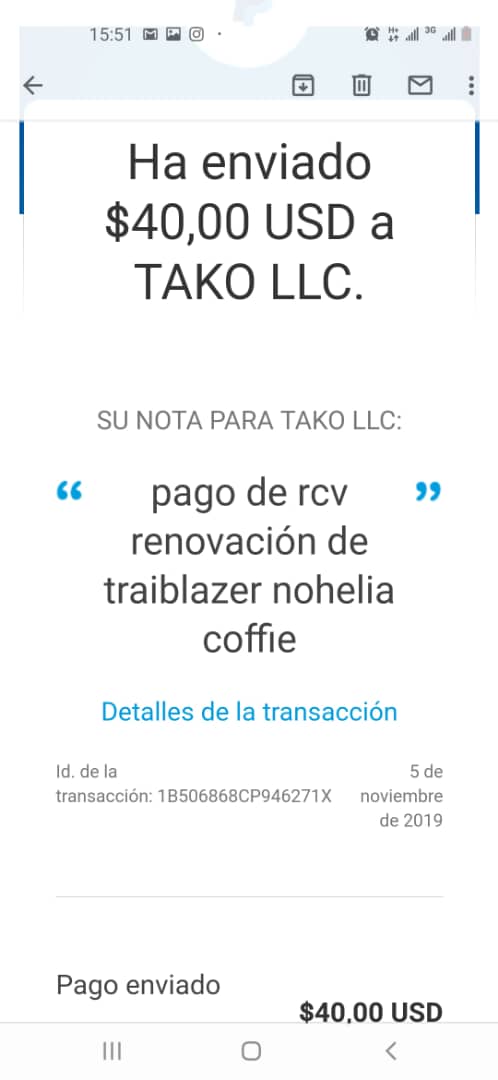 15:51
3G
Ha enviado
$40,00 USD a
TAKO LLC.
SU NOTA PARA TAKO LLC:
“ pago de rcv ”
renovación de
traiblazer nohelia
coffie
Detalles de la transacción
Id. de la
transacción: 1B506868CP946271X
5 de
noviembre
de 2019
Pago enviado
$40,00 USD